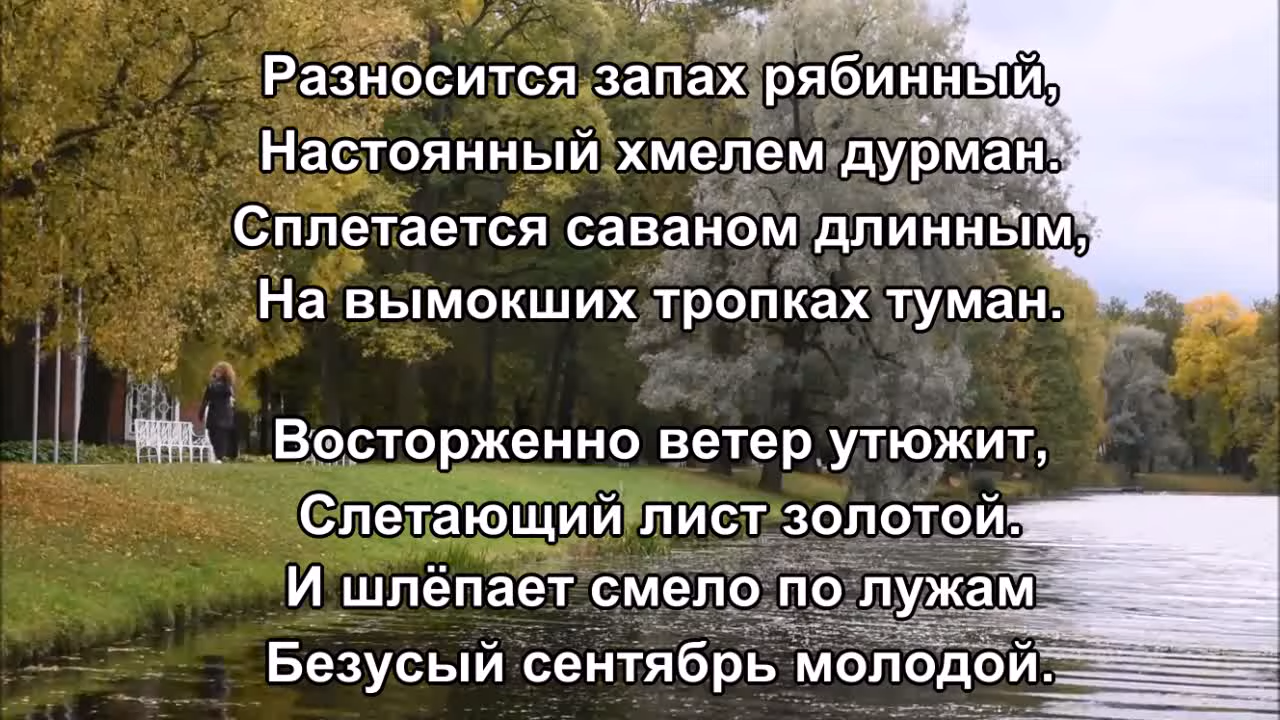 Разносится запах рябинный,
Настоянный хмелем дурман.
Сплетается саваном длинным,
На вымокших тропках туман.
Восторженно ветер утюжит,
Слетающий лист золотой.
И шлёпает смело по лужам
Безусый сентябрь молодой.